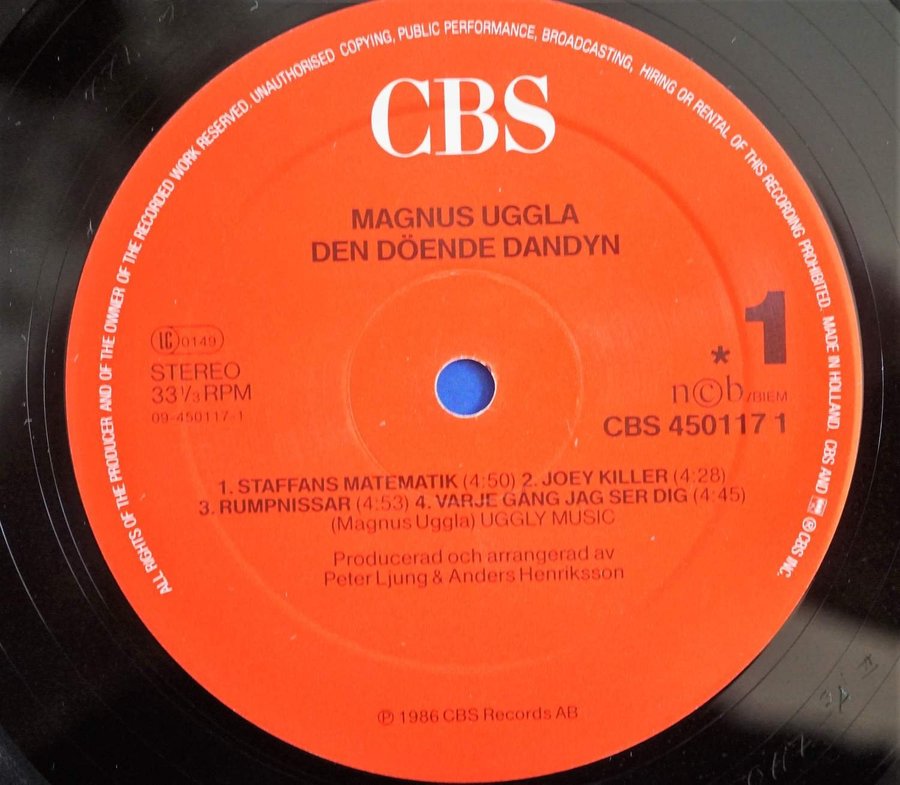 ALL RIGHTS OF THE PRODUCER AND OF THE OWNER OF THE RECORDED WORK RESERVED. UNAUTHORISED COPYING, PUBLIC PERFORMANCE, BROADCASTING, HIRING OR RENTAL OF THIS RECORDING PROHIBITED. MADE IN HOLLAND. CBS AND ℗ CBS INC.
CBS
MAGNUS UGGLA
DEN DÖENDE DANDYN
LC 0149
STEREO
33 1/3 RPM
09-450117-1
1
*
n©b/BIEM
CBS 450117 1
1. STAFFANS MATEMATIK (4:50) 2. JOEY KILLER (4:28)
3. RUMPNISSAR (4:53) 4. VARJE GÅNG JAG SER DIG (4:45)
(Magnus Uggla) UGGLY MUSIC
Producerad och arrangerad av
Peter Ljung & Anders Henriksson
℗ 1986 CBS Records AB